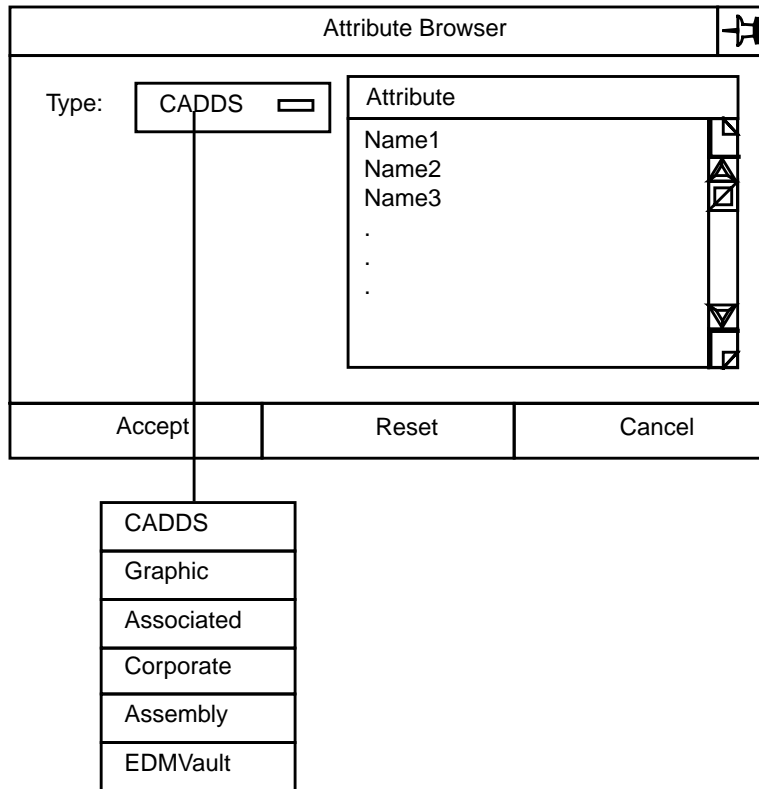 Attribute Browser
Type:
CADDS
Attribute
Name1
Name2
Name3
.
.
.
Accept
Reset
Cancel
CADDS
Graphic
Associated
Corporate
Assembly
EDMVault